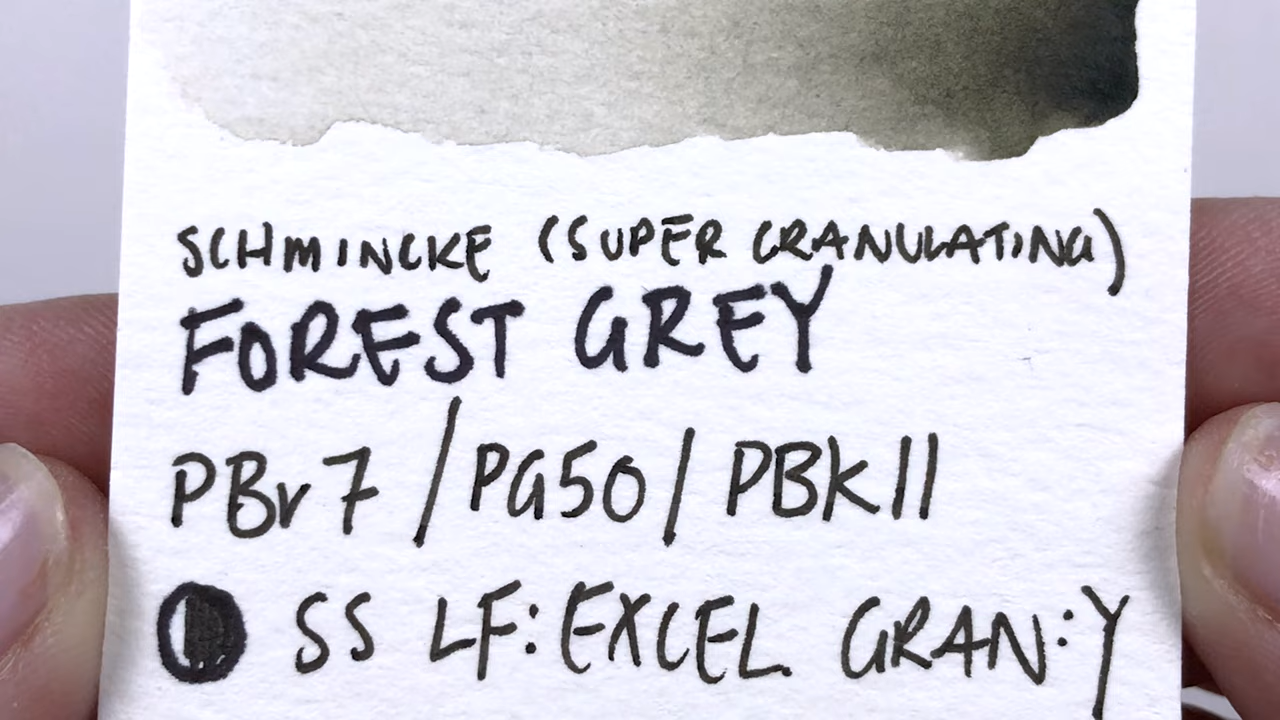 SCHMINCKE (SUPER GRANULATING)
FOREST GREY
PBr7 / PG50 / PBK11
SS LF: EXCEL GRAN: Y